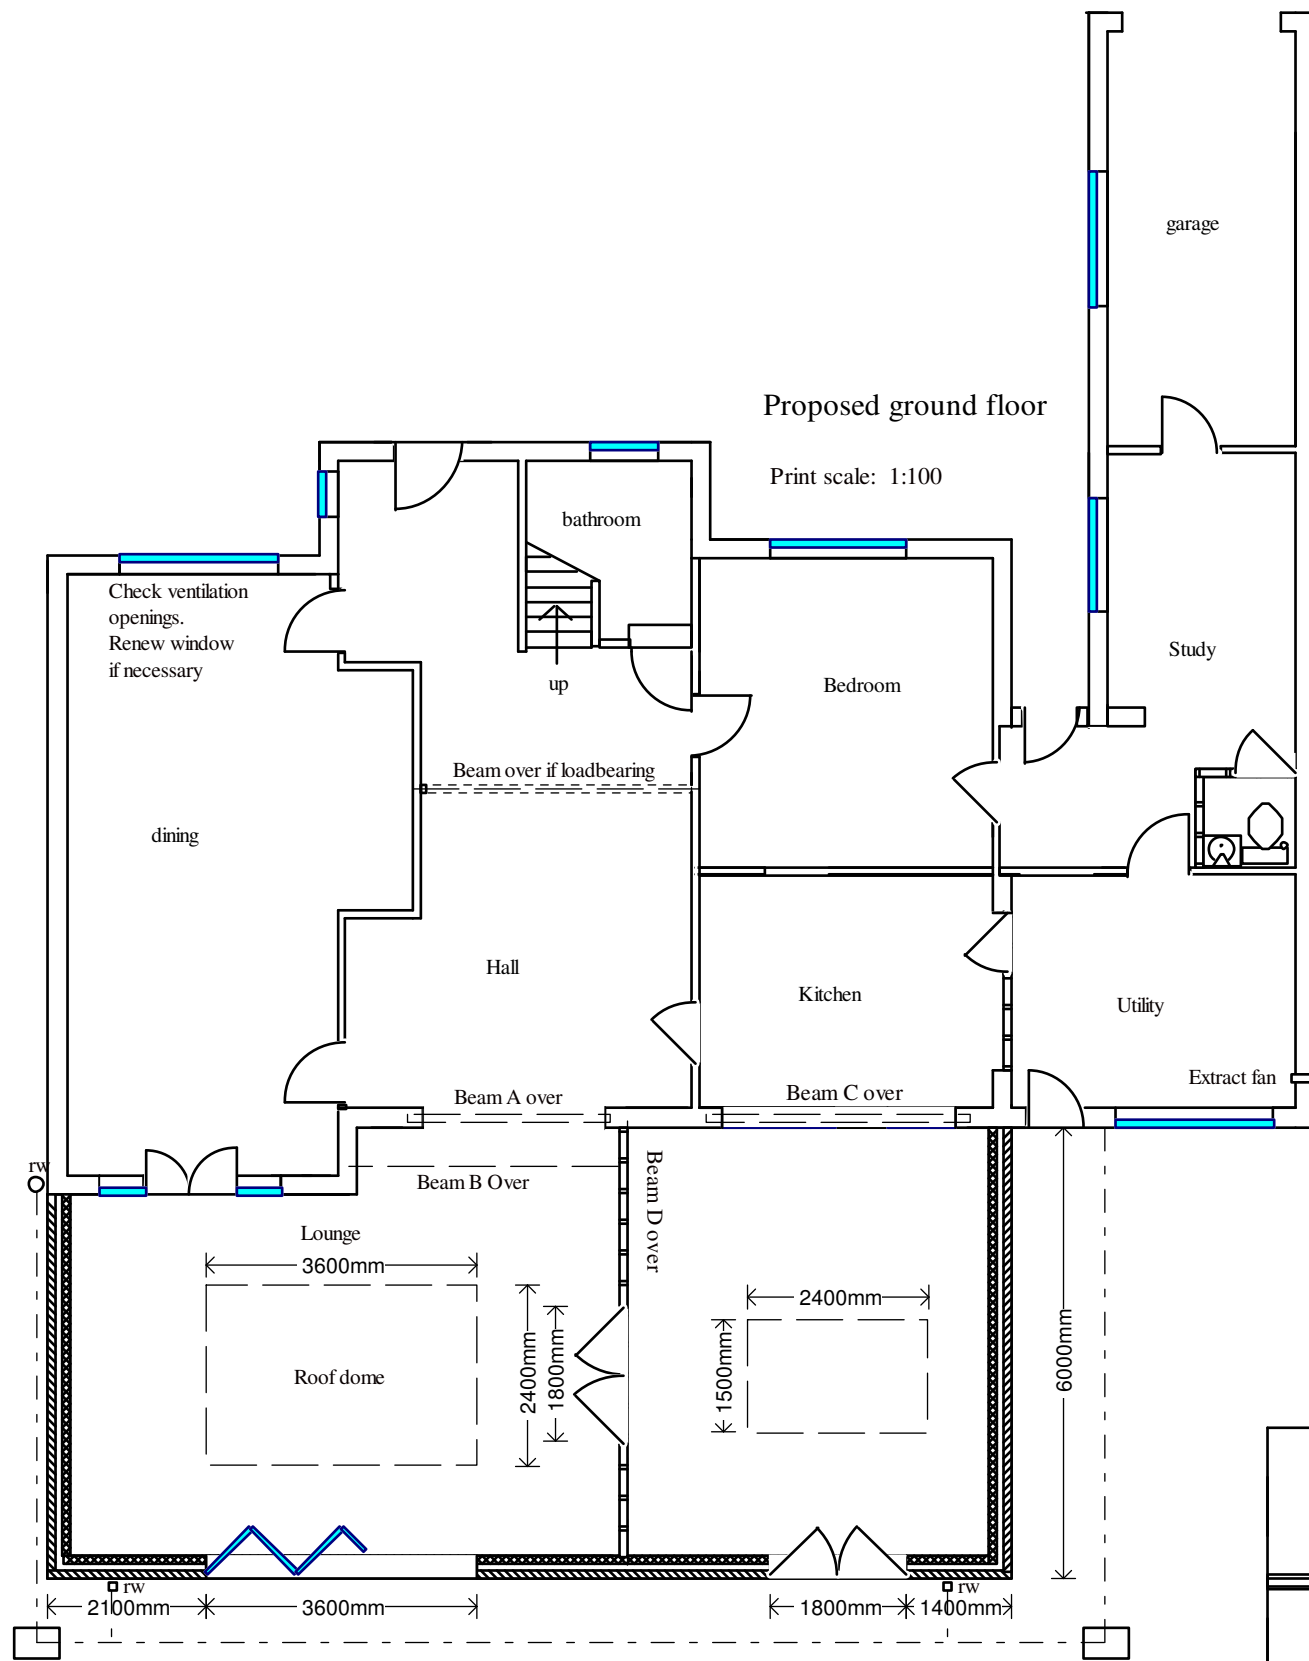 garage
Proposed ground floor
Print scale: 1:100
bathroom
Check ventilation
openings.
Renew window
if necessary
Study
up
Bedroom
Beam over if loadbearing
dining
Hall
Kitchen
Utility
Extract fan
Beam A over
Beam C over
rw
Beam B Over
Beam D over
Lounge
3600mm
2400mm
2400mm
1800mm
1500mm
6000mm
Roof dome
rw
rw
2100mm
3600mm
1800mm
1400mm